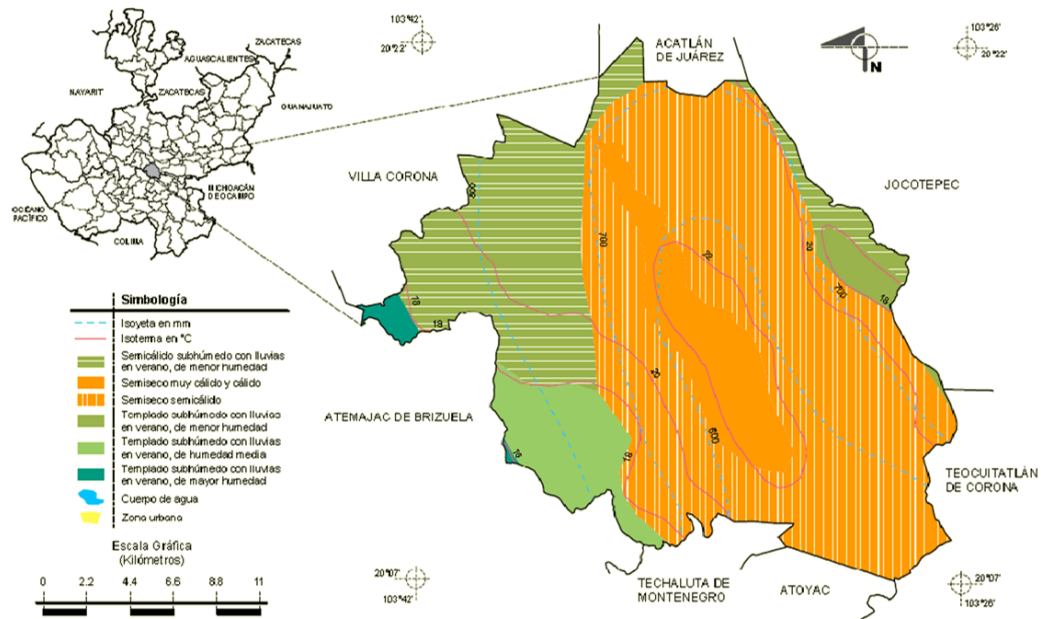 ZACATECAS
AGUASCALIENTES
NAYARIT
ZACATECAS
GUANAJUATO
OCÉANO
PACÍFICO
MICHOACÁN
DE OCAMPO
COLIMA
103°42'
20°22'
103°26'
20°22'
N
ACATLÁN
DE JUÁREZ
VILLA CORONA
JOCOTEPEC
800
700
22
20
700
18
18
18
20
600
18
18
ATEMAJAC DE BRIZUELA
TEOCUITATLÁN
DE CORONA
TECHALUTA DE
MONTENEGRO
ATOYAC
20°07'
103°42'
20°07'
103°26'
Simbología
Isoyeta en mm
Isoterma en °C
Semicálido subhúmedo con lluvias
en verano, de menor humedad
Semiseco muy cálido y cálido
Semiseco semicálido
Templado subhúmedo con lluvias
en verano, de menor humedad
Templado subhúmedo con lluvias
en verano, de humedad media
Templado subhúmedo con lluvias
en verano, de mayor humedad
Cuerpo de agua
Zona urbana
Escala Gráfica
(Kilómetros)
0 2.2 4.4 6.6 8.8 11